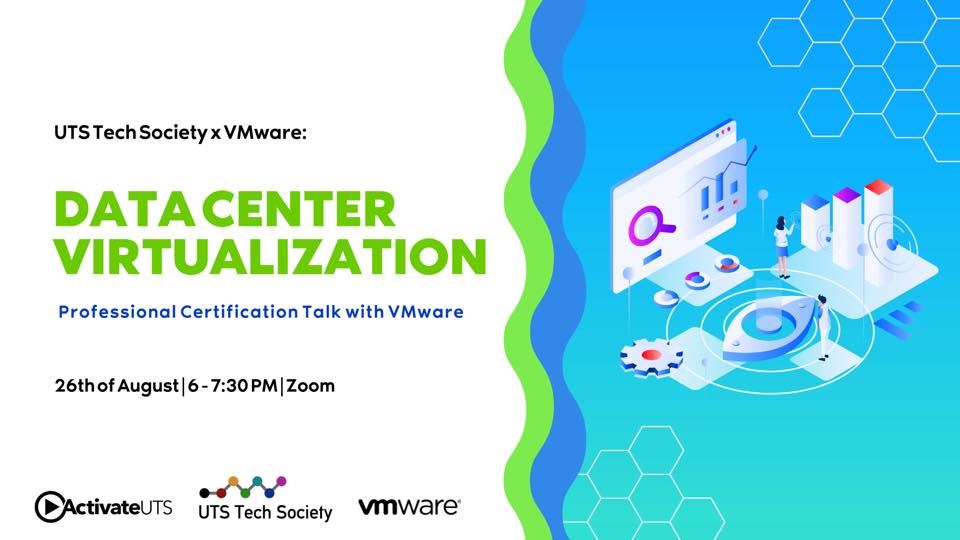 UTS Tech Society x VMware:
DATA CENTER
VIRTUALIZATION
Professional Certification Talk with VMware
26th of August | 6 - 7:30 PM | Zoom
ActivateUTS
UTS Tech Society
vmware®